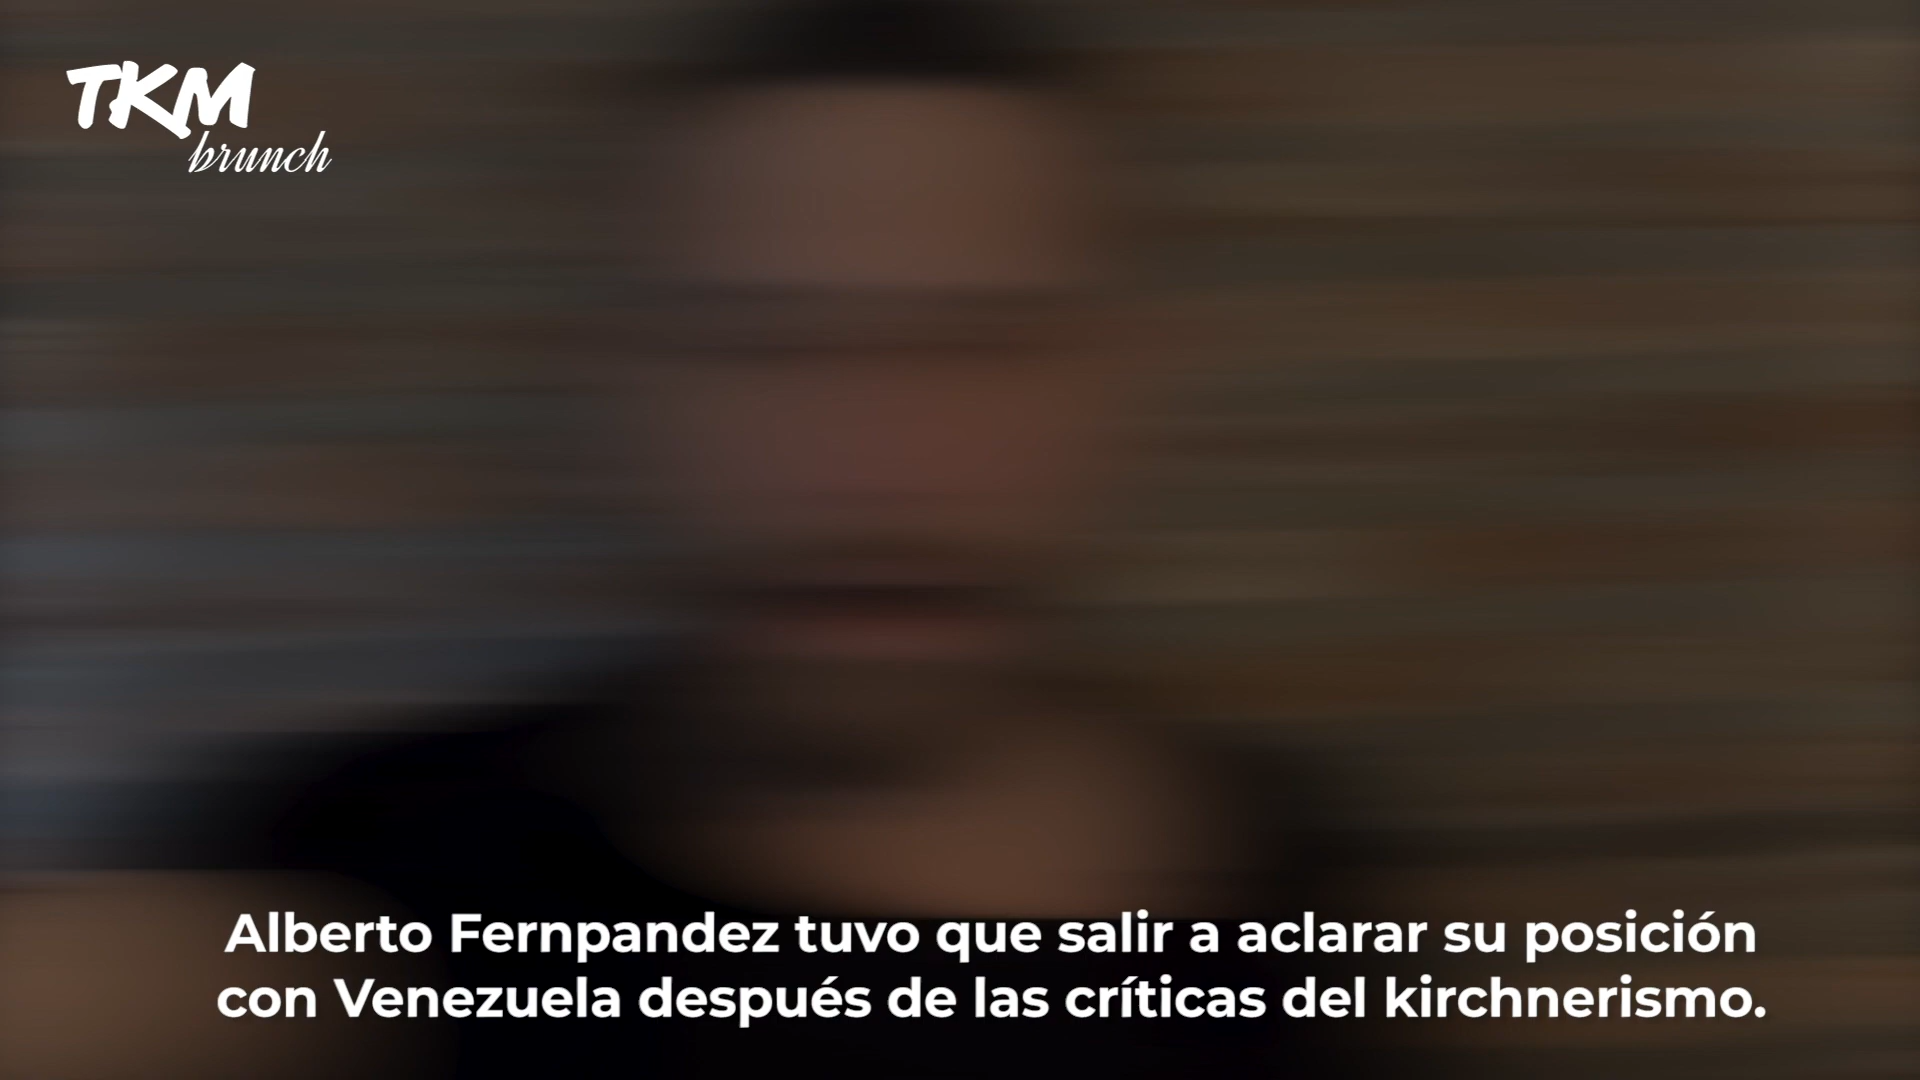 TKM
brunch
Alberto Fernpandez tuvo que salir a aclarar su posición
con Venezuela después de las críticas del kirchnerismo.